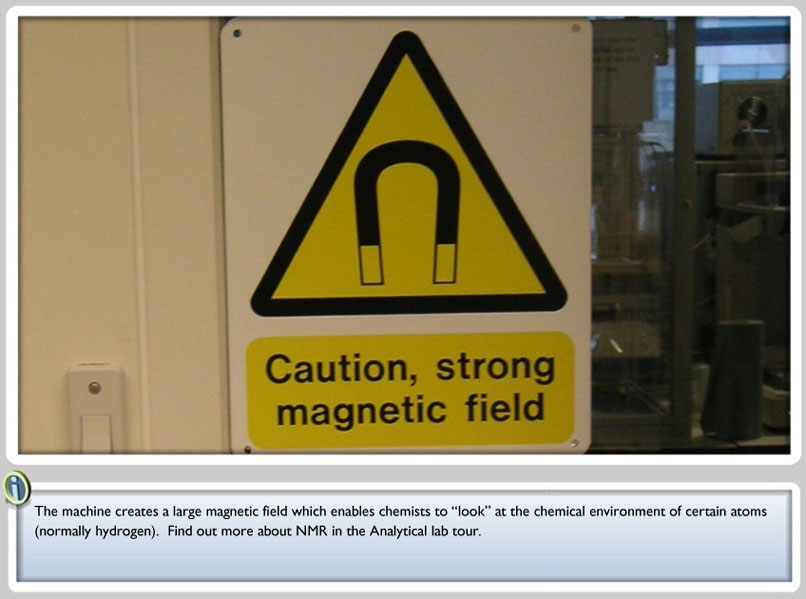 Caution, strong
magnetic field
The machine creates a large magnetic field which enables chemists to “look” at the chemical environment of certain atoms
(normally hydrogen).  Find out more about NMR in the Analytical lab tour.